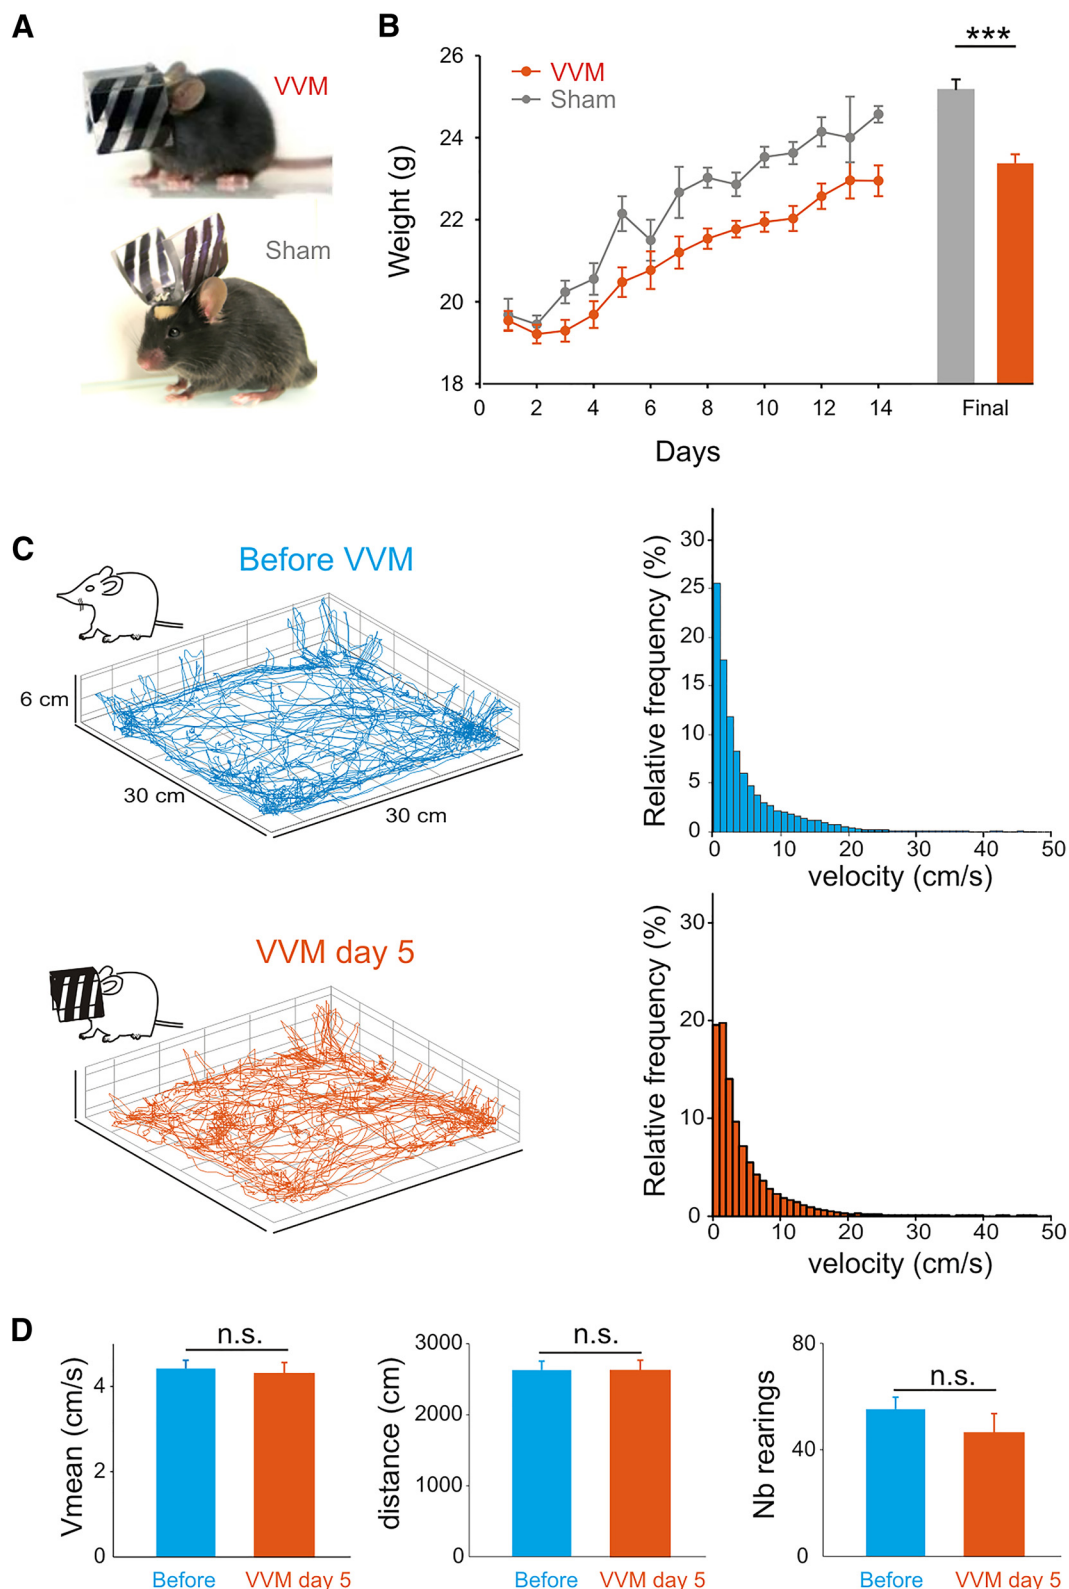 A
VVM
Sham
B
26
24
22
20
18
Weight (g)
VVM
Sham
***
0 2 4 6 8 10 12 14
Final
Days
C
Before VVM
6 cm
30 cm
30 cm
Relative frequency (%)
30
25
20
15
10
5
0
0 10 20 30 40 50
velocity (cm/s)
VVM day 5
Relative frequency (%)
30
20
10
0
0 10 20 30 40 50
velocity (cm/s)
D
Vmean (cm/s)
4
2
0
n.s.
Before VVM day 5
distance (cm)
3000
2000
1000
0
n.s.
Before VVM day 5
Nb rearings
80
40
0
n.s.
Before VVM day 5